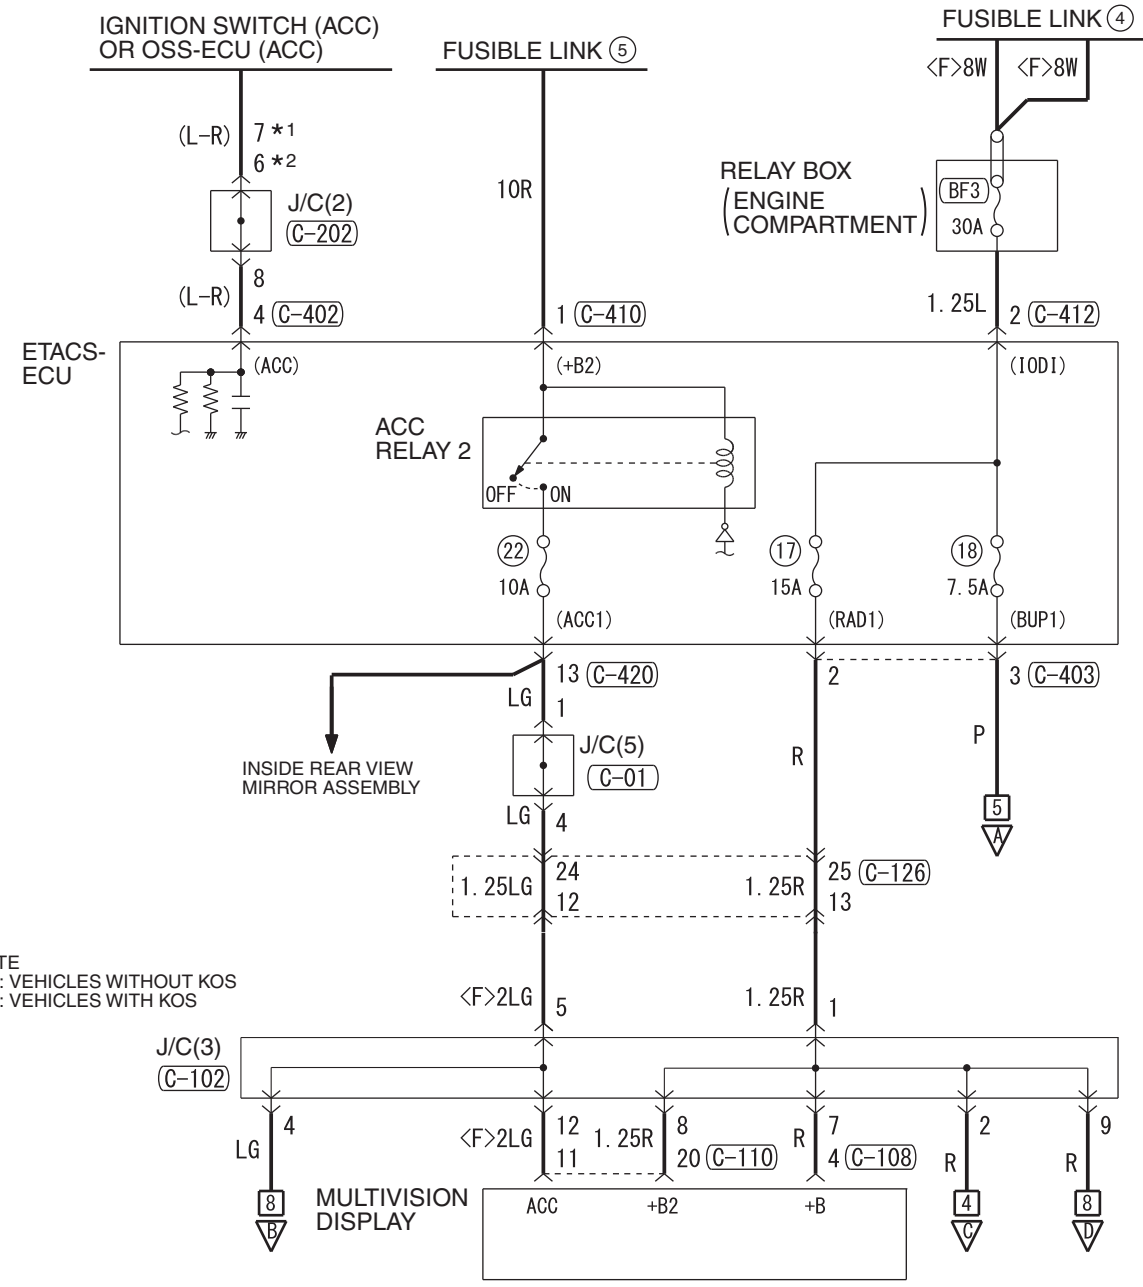 IGNITION SWITCH (ACC)
OR OSS-ECU (ACC)
FUSIBLE LINK 5
FUSIBLE LINK 4
<F>8W
<F>8W
(L-R)
7 *1
6 *2
J/C(2)
C-202
8
(L-R)
4 C-402
10R
1 C-410
RELAY BOX
(ENGINE
COMPARTMENT)
BF3
30A
1.25L
2 C-412
ETACS-
ECU
(ACC)
(+B2)
(IODI)
ACC
RELAY 2
OFF
ON
22
10A
17
15A
18
7.5A
(ACC1)
(RAD1)
(BUP1)
13 C-420
2
3 C-403
LG
1
INSIDE REAR VIEW
MIRROR ASSEMBLY
J/C(5)
C-01
R
P
5
A
LG
4
1.25LG
24
12
1.25R
25 C-126
13
TE
: VEHICLES WITHOUT KOS
: VEHICLES WITH KOS
<F>2LG
5
1.25R
1
J/C(3)
C-102
4
LG
<F>2LG
12
11
1.25R
8
20 C-110
R
7
4 C-108
2
R
9
R
8
B
4
C
8
D
MULTIVISION
DISPLAY
ACC
+B2
+B